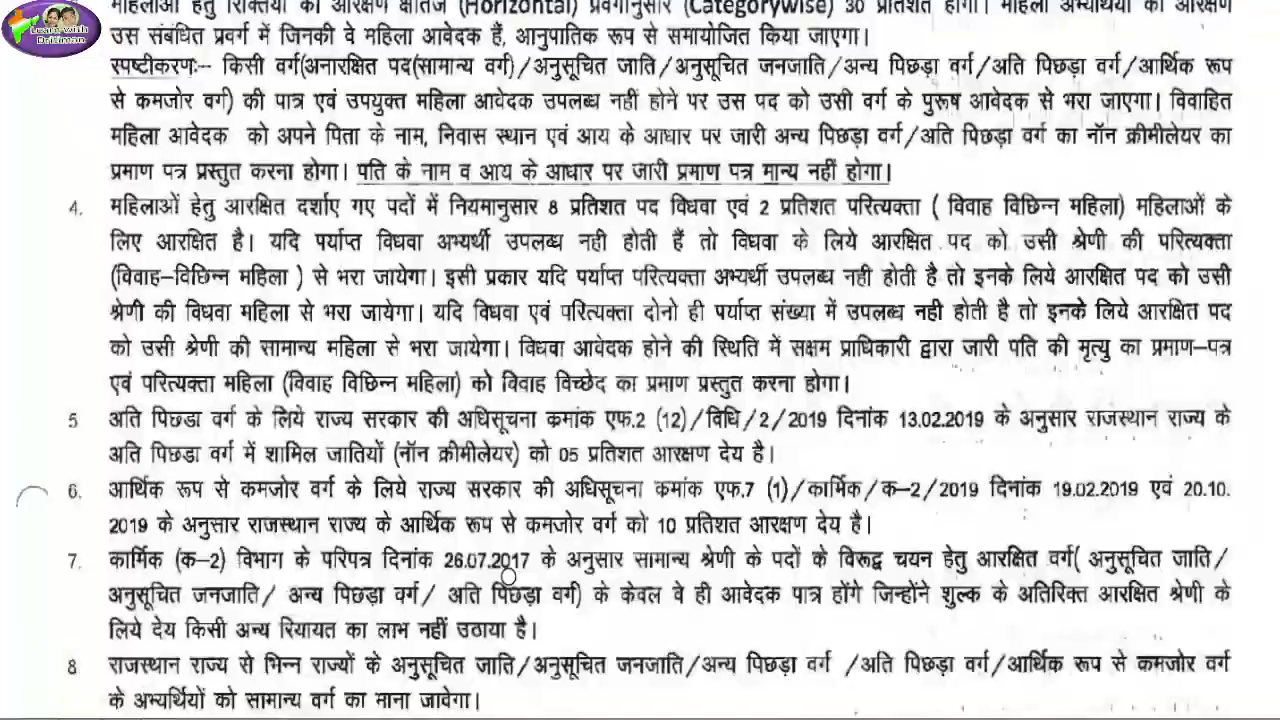 Learn with
Dhiman
महिलाओं हेतु रिक्तियों का आरक्षण क्षैतिज (Horizontal) प्रवर्गानुसार (Categorywise) 30 प्रतिशत होगा। महिला अभ्यर्थियों का आरक्षण
उस संबंधित प्रवर्ग में जिनकी वे महिला आवेदक हैं, आनुपातिक रूप से समायोजित किया जाएगा।
स्पष्टीकरणः– किसी वर्ग(अनारक्षित पद(सामान्य वर्ग)/अनुसूचित जाति/अनुसूचित जनजाति/अन्य पिछड़ा वर्ग/अति पिछड़ा वर्ग/आर्थिक रूप
से कमजोर वर्ग) की पात्र एवं उपयुक्त महिला आवेदक उपलब्ध नहीं होने पर उस पद को उसी वर्ग के पुरूष आवेदक से भरा जाएगा। विवाहित
महिला आवेदक को अपने पिता के नाम, निवास स्थान एवं आय के आधार पर जारी अन्य पिछड़ा वर्ग/अति पिछड़ा वर्ग का नॉन क्रीमीलेयर का
प्रमाण पत्र प्रस्तुत करना होगा। पति के नाम व आय के आधार पर जारी प्रमाण पत्र मान्य नहीं होगा।
4. महिलाओं हेतु आरक्षित दर्शाए गए पदों में नियमानुसार 8 प्रतिशत पद विधवा एवं 2 प्रतिशत परित्यक्ता ( विवाह विछिन्न महिला) महिलाओं के
लिए आरक्षित है। यदि पर्याप्त विधवा अभ्यर्थी उपलब्ध नही होती हैं तो विधवा के लिये आरक्षित पद को उसी श्रेणी की परित्यक्ता
(विवाह–विछिन्न महिला ) से भरा जायेगा। इसी प्रकार यदि पर्याप्त परित्यक्ता अभ्यर्थी उपलब्ध नही होती है तो इनके लिये आरक्षित पद को उसी
श्रेणी की विधवा महिला से भरा जायेगा। यदि विधवा एवं परित्यक्ता दोनो ही पर्याप्त संख्या में उपलब्ध नही होती है तो इनके लिये आरक्षित पद
को उसी श्रेणी की सामान्य महिला से भरा जायेगा। विधवा आवेदक होने की स्थिति में सक्षम प्राधिकारी द्वारा जारी पति की मृत्यु का प्रमाण–पत्र
एवं परित्यक्ता महिला (विवाह विछिन्न महिला) को विवाह विच्छेद का प्रमाण प्रस्तुत करना होगा।
5 अति पिछडा वर्ग के लिये राज्य सरकार की अधिसूचना कमांक एफ.2 (12)/विधि/2/2019 दिनांक 13.02.2019 के अनुसार राजस्थान राज्य के
अति पिछडा वर्ग में शामिल जातियों (नॉन क्रीमीलेयर) को 05 प्रतिशत आरक्षण देय है।
6. आर्थिक रूप से कमजोर वर्ग के लिये राज्य सरकार की अधिसूचना कमांक एफ.7 (1)/कार्मिक/क–2/2019 दिनांक 19.02.2019 एवं 20.10.
2019 के अनुसार राजस्थान राज्य के आर्थिक रूप से कमजोर वर्ग को 10 प्रतिशत आरक्षण देय है।
7. कार्मिक (क–2) विभाग के परिपत्र दिनांक 26.07.2017 के अनुसार सामान्य श्रेणी के पदों के विरूद्व चयन हेतु आरक्षित वर्ग( अनुसूचित जाति/
अनुसूचित जनजाति/ अन्य पिछड़ा वर्ग/ अति पिछड़ा वर्ग) के केवल वे ही आवेदक पात्र होंगे जिन्होंने शुल्क के अतिरिक्त आरक्षित श्रेणी के
लिये देय किसी अन्य रियायत का लाभ नहीं उठाया है।
8 राजस्थान राज्य से भिन्न राज्यों के अनुसूचित जाति/अनुसूचित जनजाति/अन्य पिछड़ा वर्ग /अति पिछड़ा वर्ग/आर्थिक रूप से कमजोर वर्ग
के अभ्यर्थियों को सामान्य वर्ग का माना जावेगा।